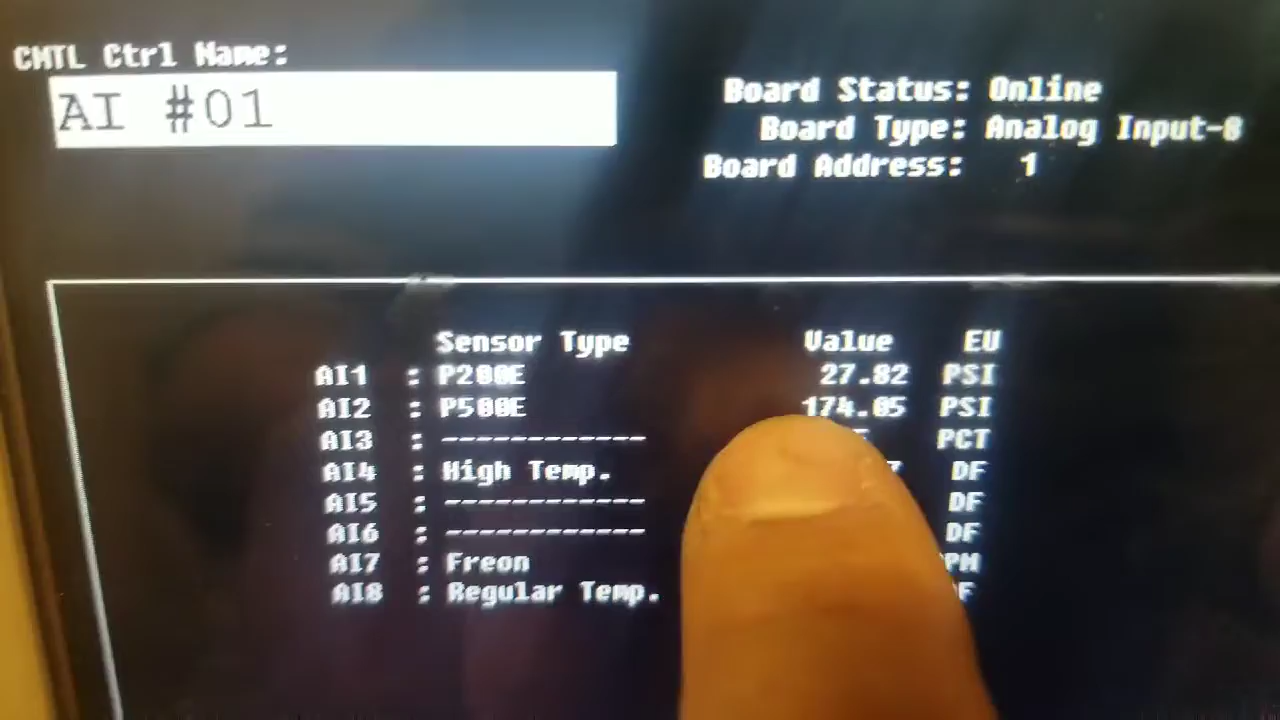 CMTL Ctrl Name:
AI #01
Board Status: Online
Board Type: Analog Input-8
Board Address: 1
Sensor Type Value EU
AI1 : P200E 27.82 PSI
AI2 : P500E 174.05 PSI
AI3 : ------------ PCT
AI4 : High Temp. DF
AI5 : ------------ DF
AI6 : ------------ DF
AI7 : Freon
AI8 : Regular Temp.